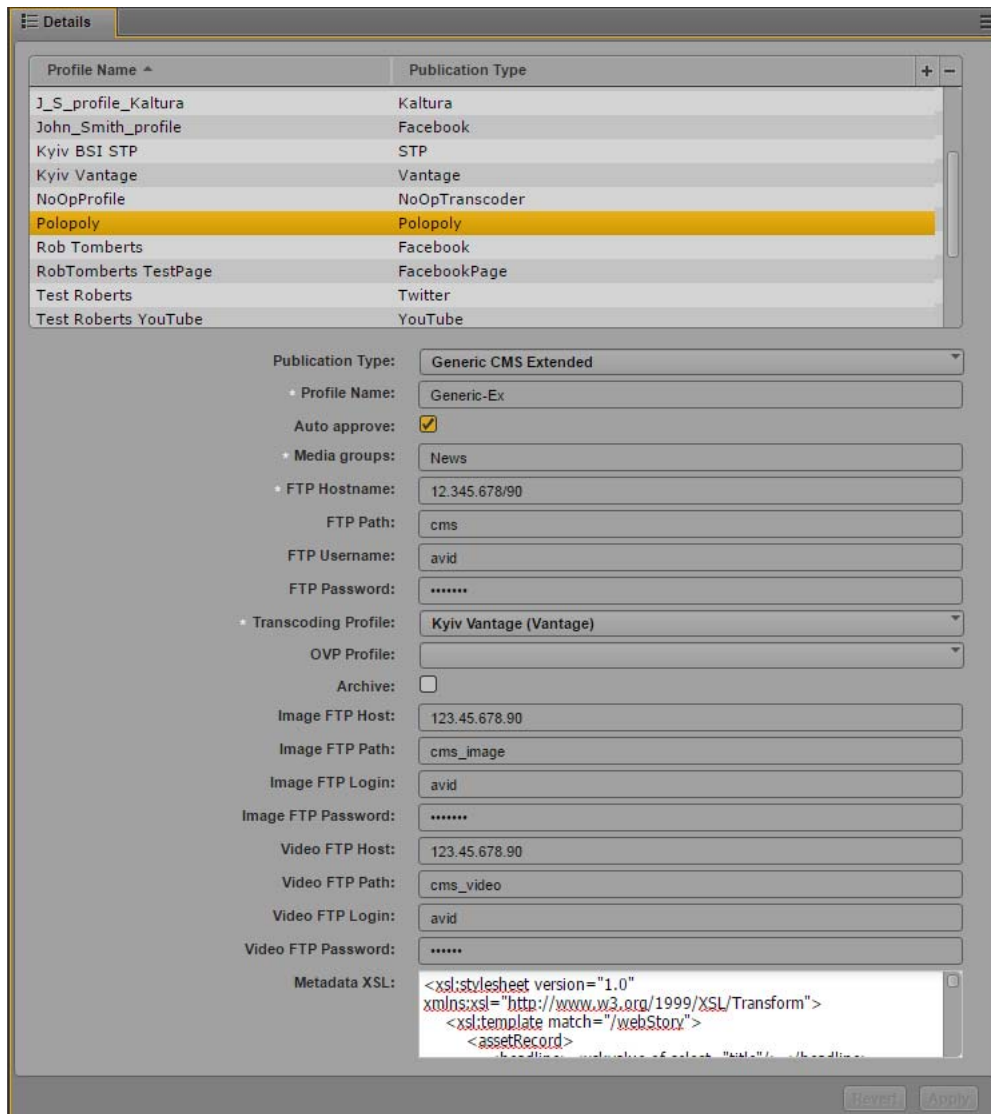 Details
Profile Name Publication Type + −
J_S_profile_Kaltura Kaltura
John_Smith_profile Facebook
Kyiv BSI STP STP
Kyiv Vantage Vantage
NoOpProfile NoOpTranscoder
Polopoly Polopoly
Rob Tomberts Facebook
RobTomberts TestPage FacebookPage
Test Roberts Twitter
Test Roberts YouTube YouTube
Publication Type: Generic CMS Extended
* Profile Name: Generic-Ex
Auto approve:
* Media groups: News
* FTP Hostname: 12.345.678/90
FTP Path: cms
FTP Username: avid
FTP Password: •••••••
* Transcoding Profile: Kyiv Vantage (Vantage)
OVP Profile:
Archive:
Image FTP Host: 123.45.678.90
Image FTP Path: cms_image
Image FTP Login: avid
Image FTP Password: •••••••
Video FTP Host: 123.45.678.90
Video FTP Path: cms_video
Video FTP Login: avid
Video FTP Password: ••••••
Metadata XSL: <xsl:stylesheet version="1.0"
xmlns:xsl="http://www.w3.org/1999/XSL/Transform">
<xsl:template match="/webStory">
<assetRecord>
Revert Apply